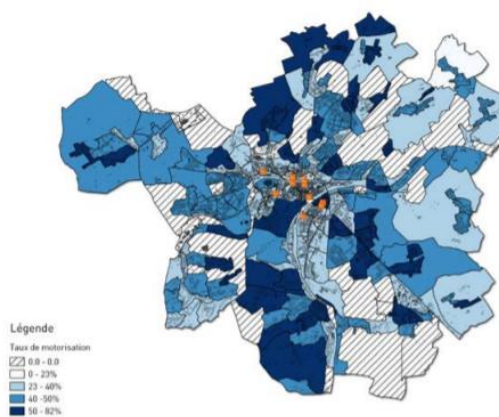 Légende
Taux de motorisation
0.0 - 0.0
0 - 23%
23 - 40%
40 -50%
50 - 82%